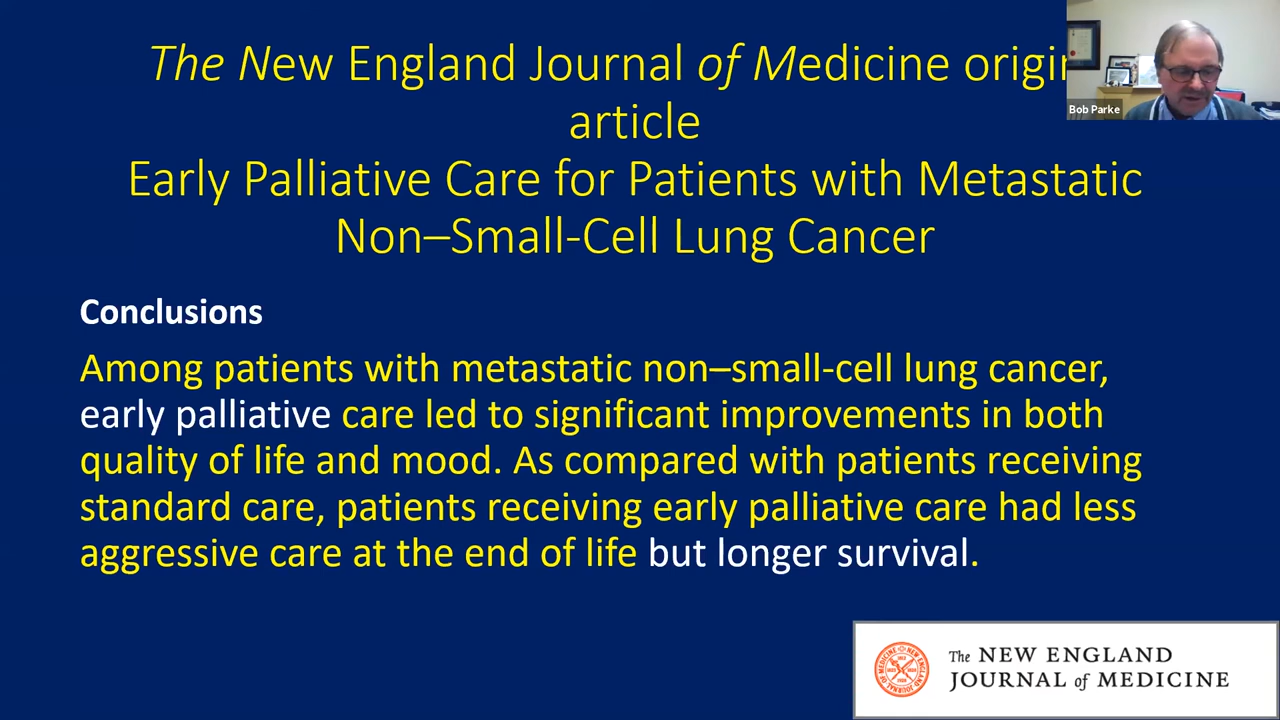 The New England Journal of Medicine origin
article
Early Palliative Care for Patients with Metastatic
Non–Small-Cell Lung Cancer
Bob Parke
Conclusions
Among patients with metastatic non–small-cell lung cancer,
early palliative care led to significant improvements in both
quality of life and mood. As compared with patients receiving
standard care, patients receiving early palliative care had less
aggressive care at the end of life but longer survival.
The NEW ENGLAND
JOURNAL of MEDICINE